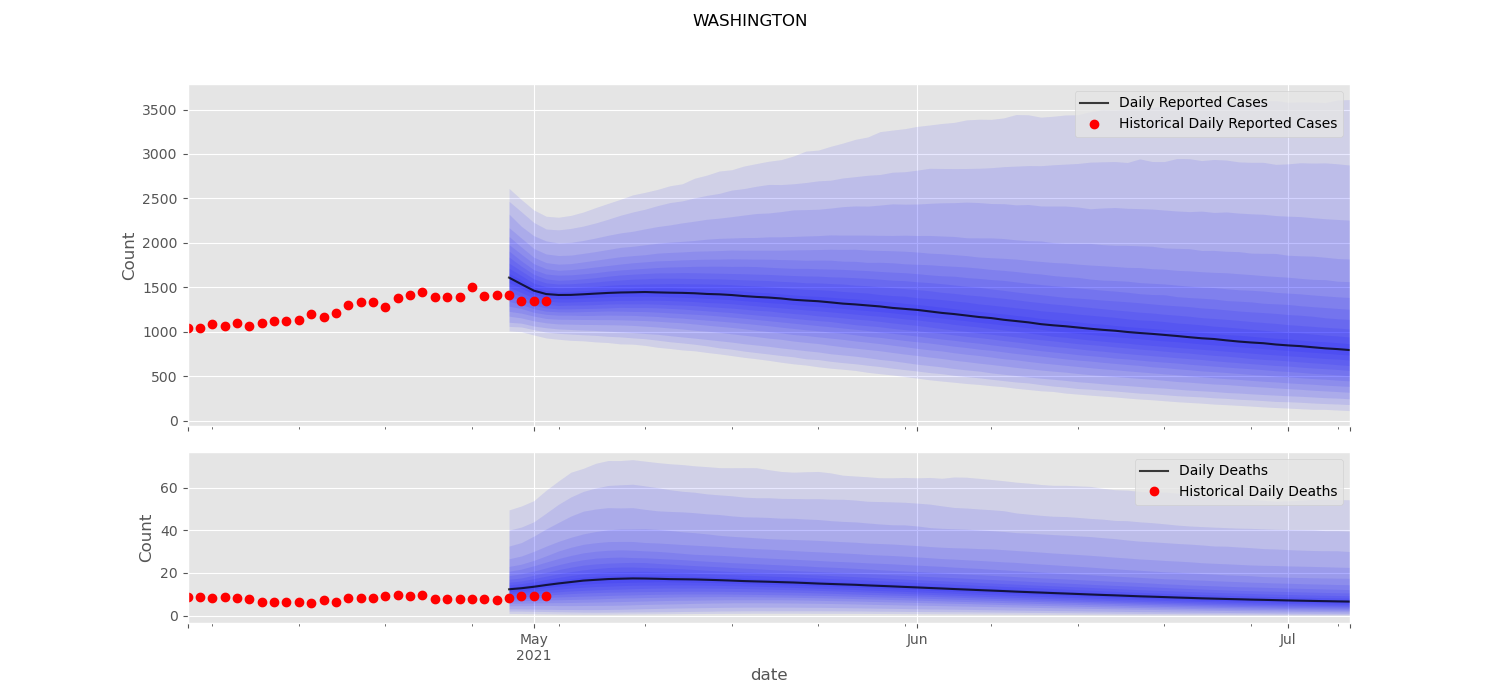 WASHINGTON
Daily Reported Cases
Historical Daily Reported Cases
Count
3500
3000
2500
2000
1500
1000
500
0
Daily Deaths
Historical Daily Deaths
Count
60
40
20
0
May
2021
Jun
Jul
date